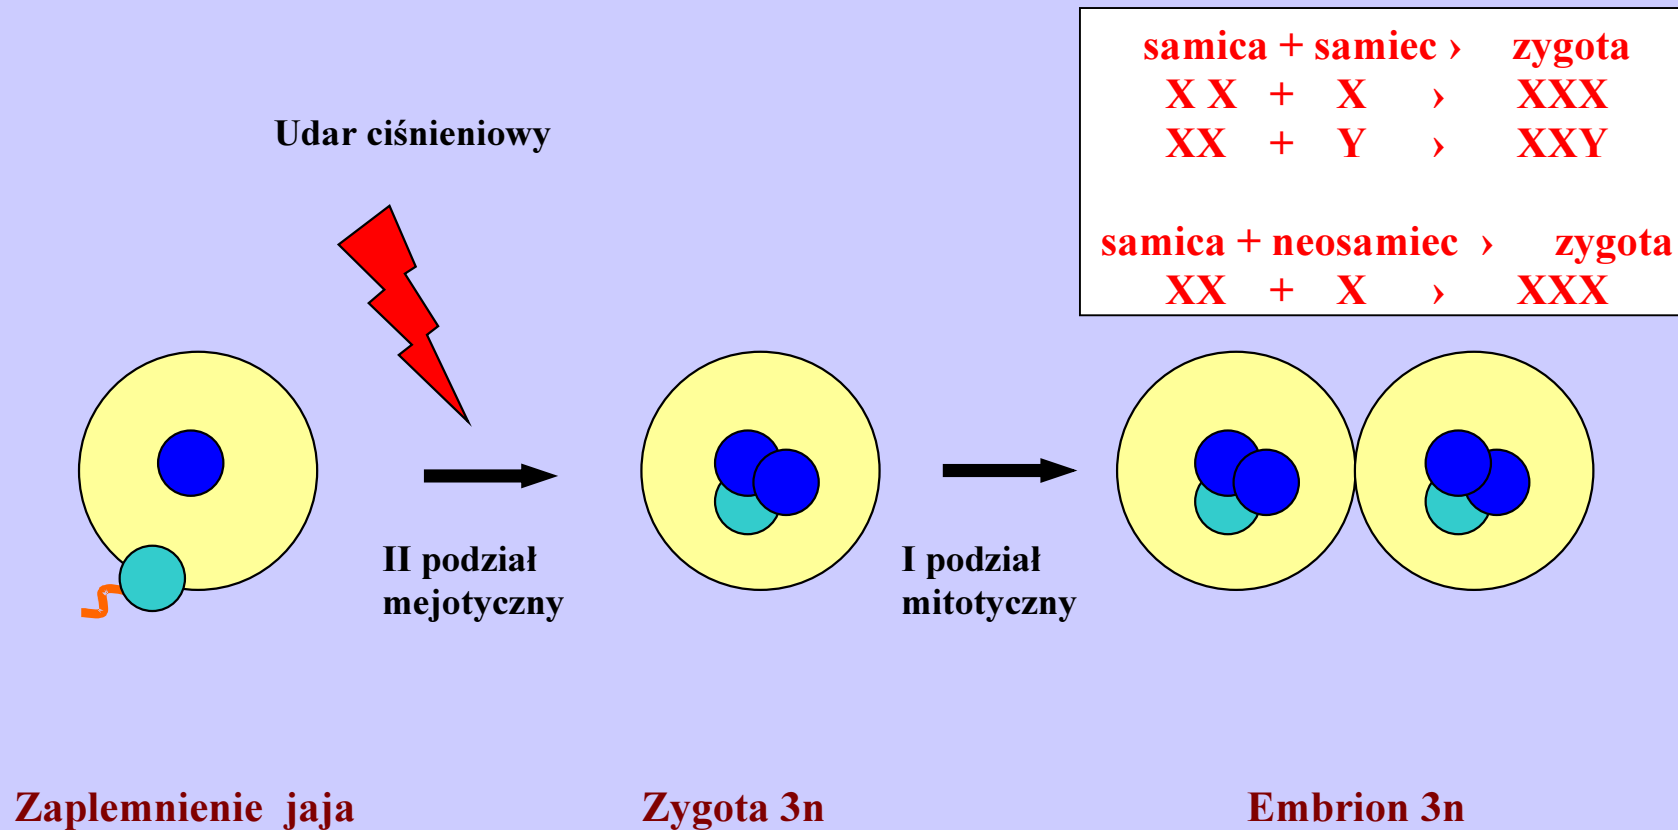 samica + samiec › zygota
X X + X › XXX
XX + Y › XXY
samica + neosamiec › zygota
XX + X › XXX
Udar ciśnieniowy
II podział
mejotyczny
I podział
mitotyczny
Zaplemnienie jaja
Zygota 3n
Embrion 3n